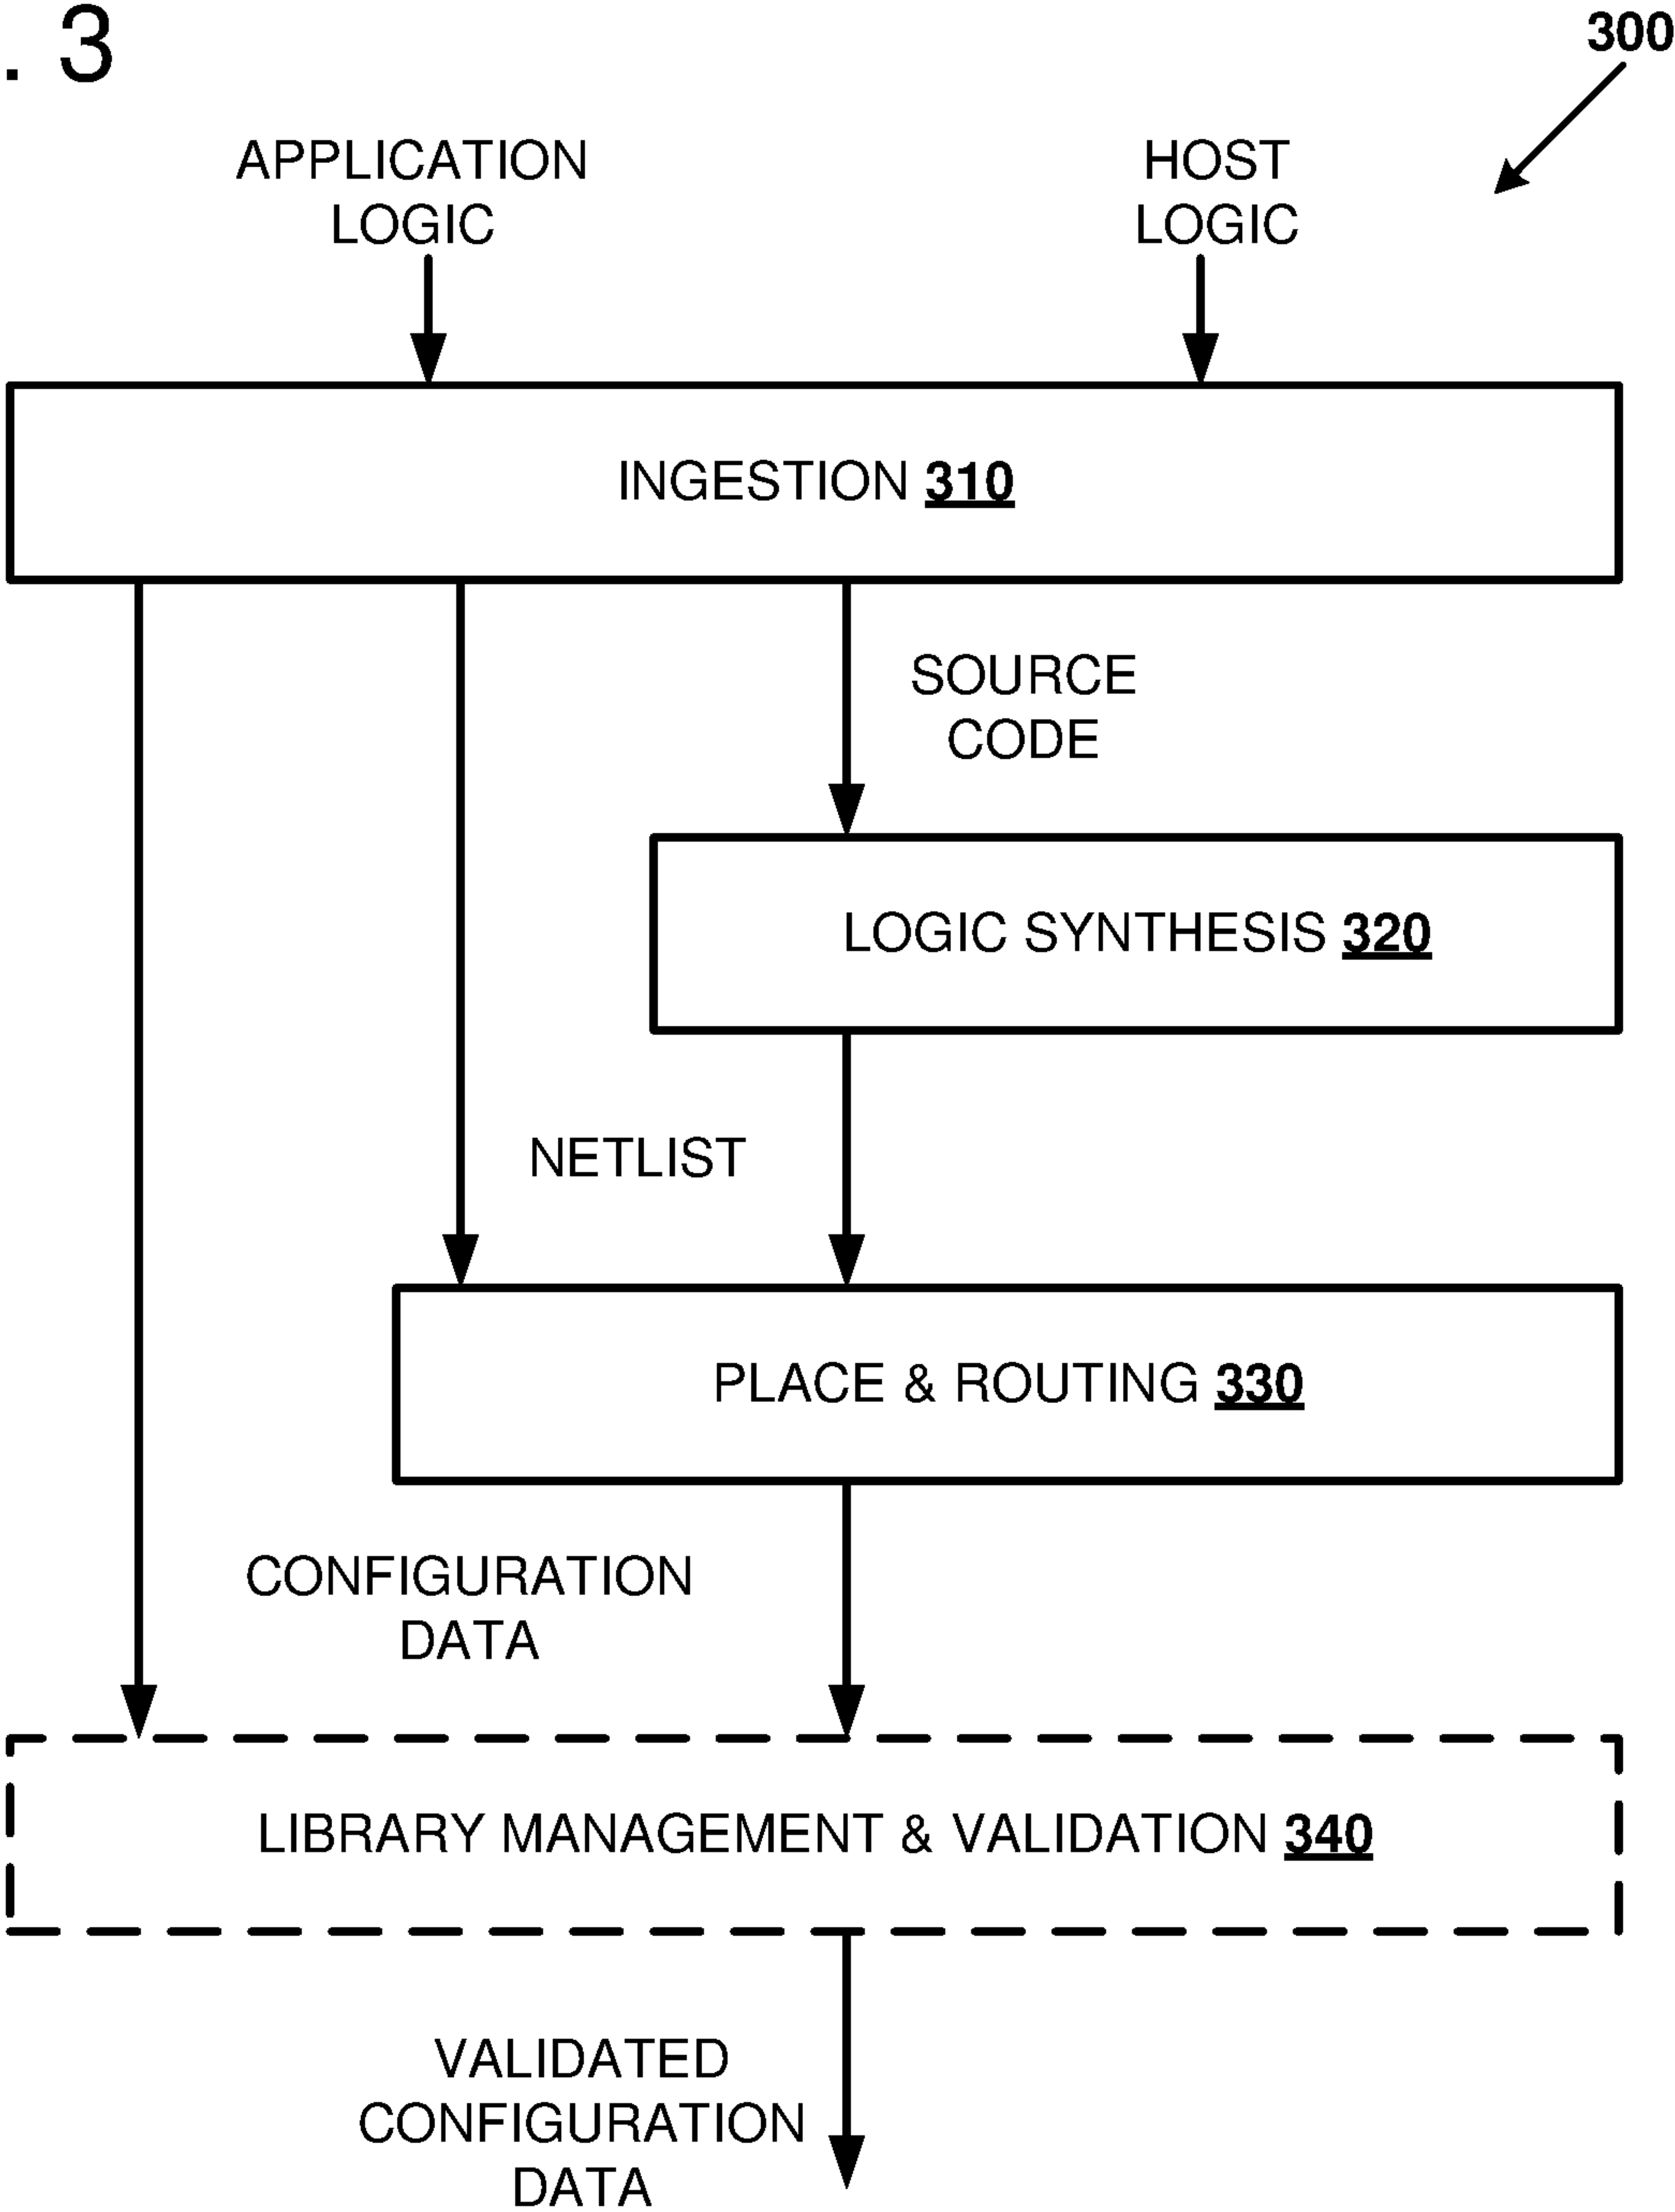 . 3
300
APPLICATION
LOGIC
HOST
LOGIC
INGESTION 310
SOURCE
CODE
LOGIC SYNTHESIS 320
NETLIST
PLACE & ROUTING 330
CONFIGURATION
DATA
LIBRARY MANAGEMENT & VALIDATION 340
VALIDATED
CONFIGURATION
DATA